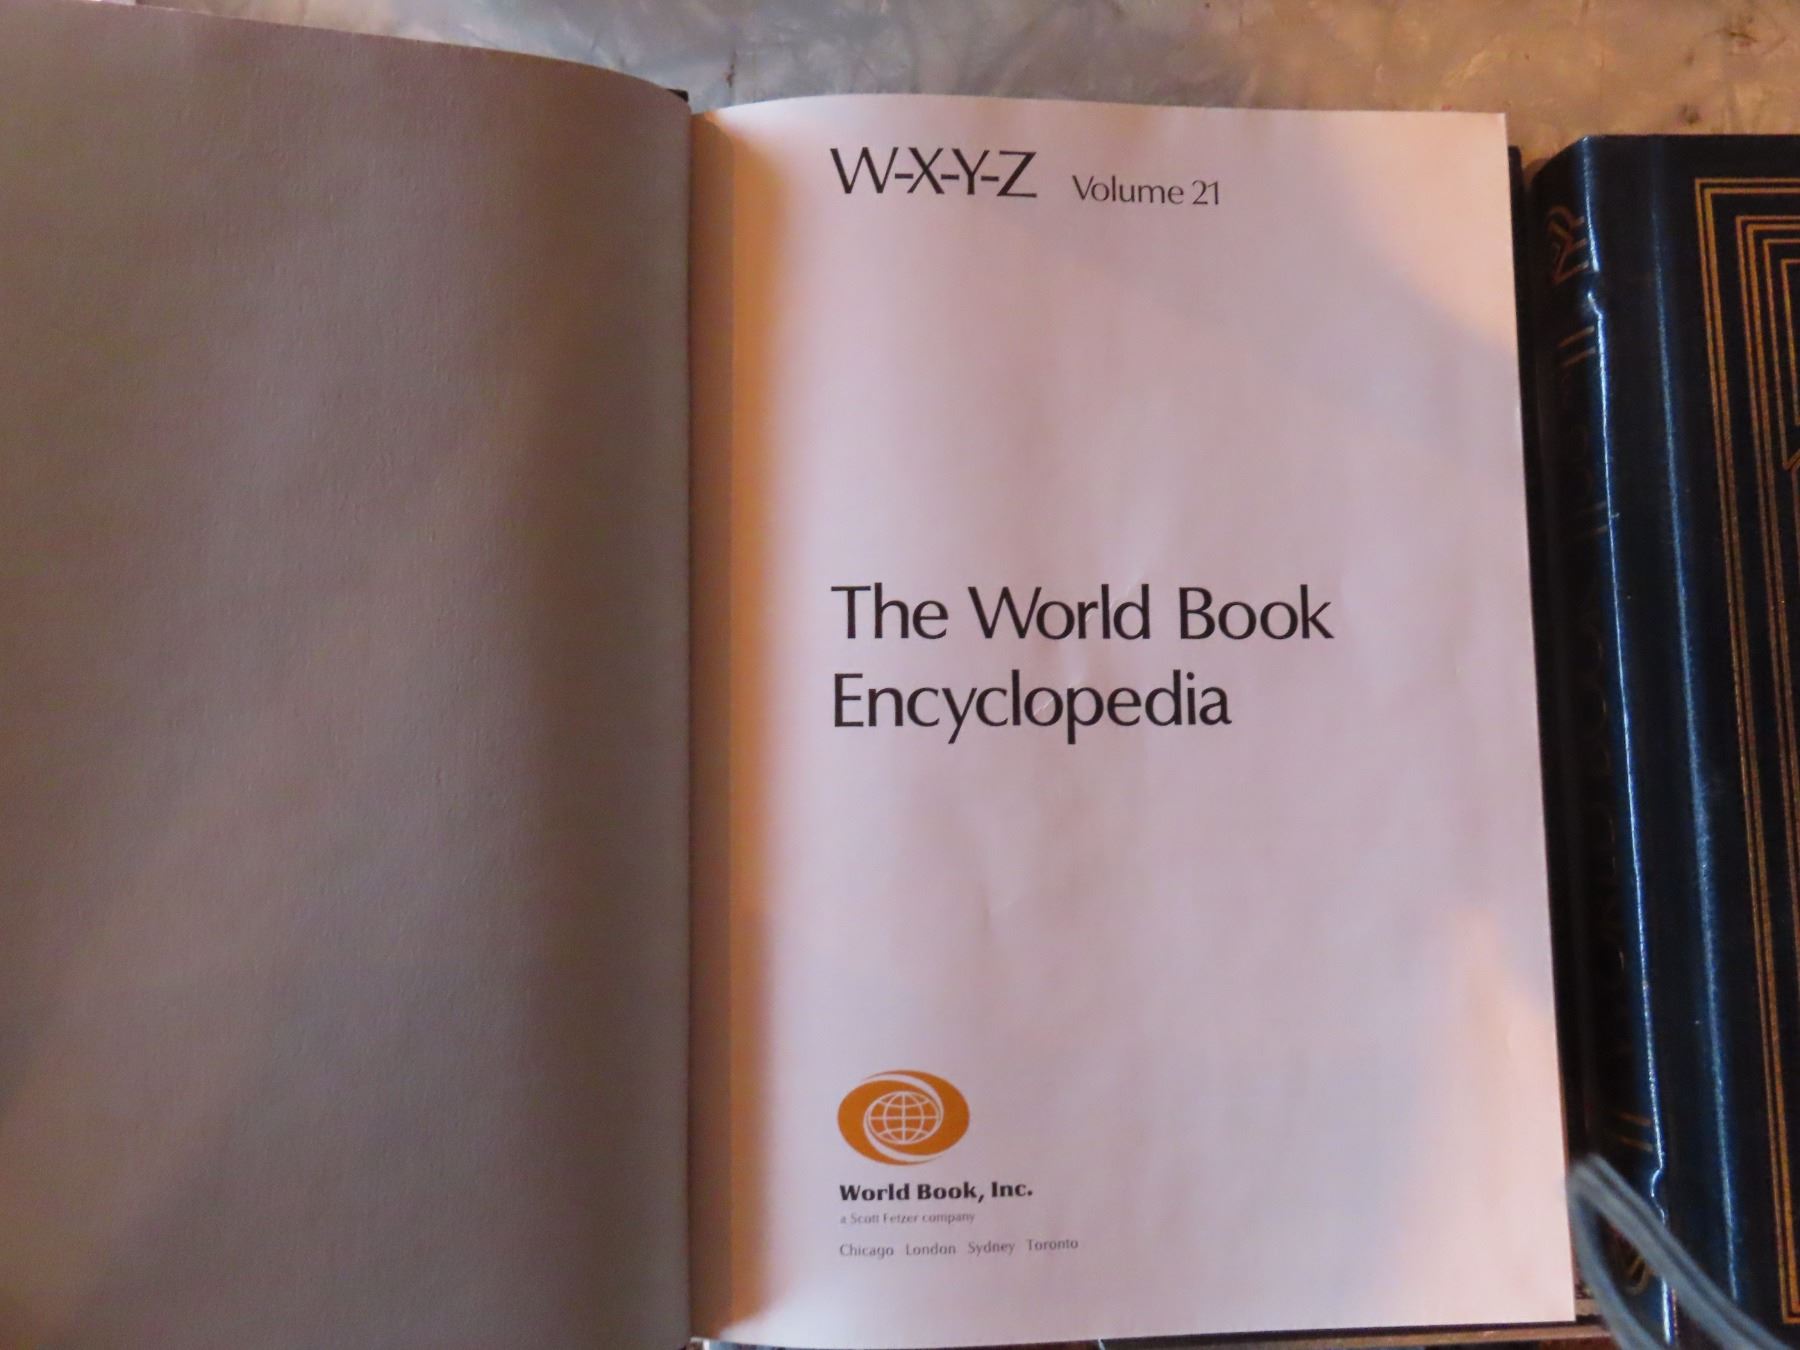 W-X-Y-Z Volume 21
The World Book
Encyclopedia
World Book, Inc.
a Scott Fetzer company
Chicago London Sydney Toronto